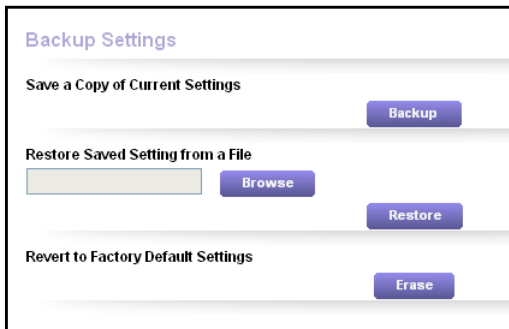 Backup Settings
Save a Copy of Current Settings
Backup
Restore Saved Setting from a File
Browse
Restore
Revert to Factory Default Settings
Erase